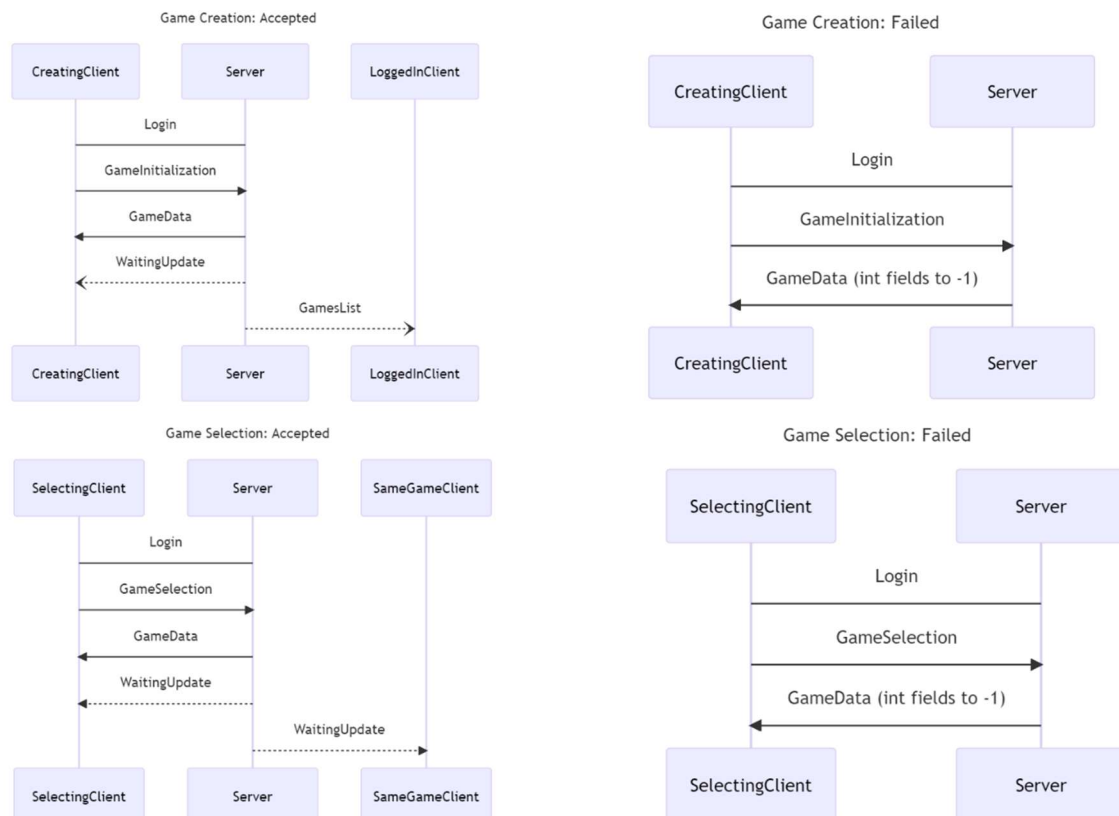 Game Creation: Accepted
CreatingClient Server LoggedInClient
Login
GameInitialization
GameData
WaitingUpdate
GamesList
CreatingClient Server LoggedInClient
Game Creation: Failed
CreatingClient Server
Login
GameInitialization
GameData (int fields to -1)
CreatingClient Server
Game Selection: Accepted
SelectingClient Server SameGameClient
Login
GameSelection
GameData
WaitingUpdate
WaitingUpdate
SelectingClient Server SameGameClient
Game Selection: Failed
SelectingClient Server
Login
GameSelection
GameData (int fields to -1)
SelectingClient Server